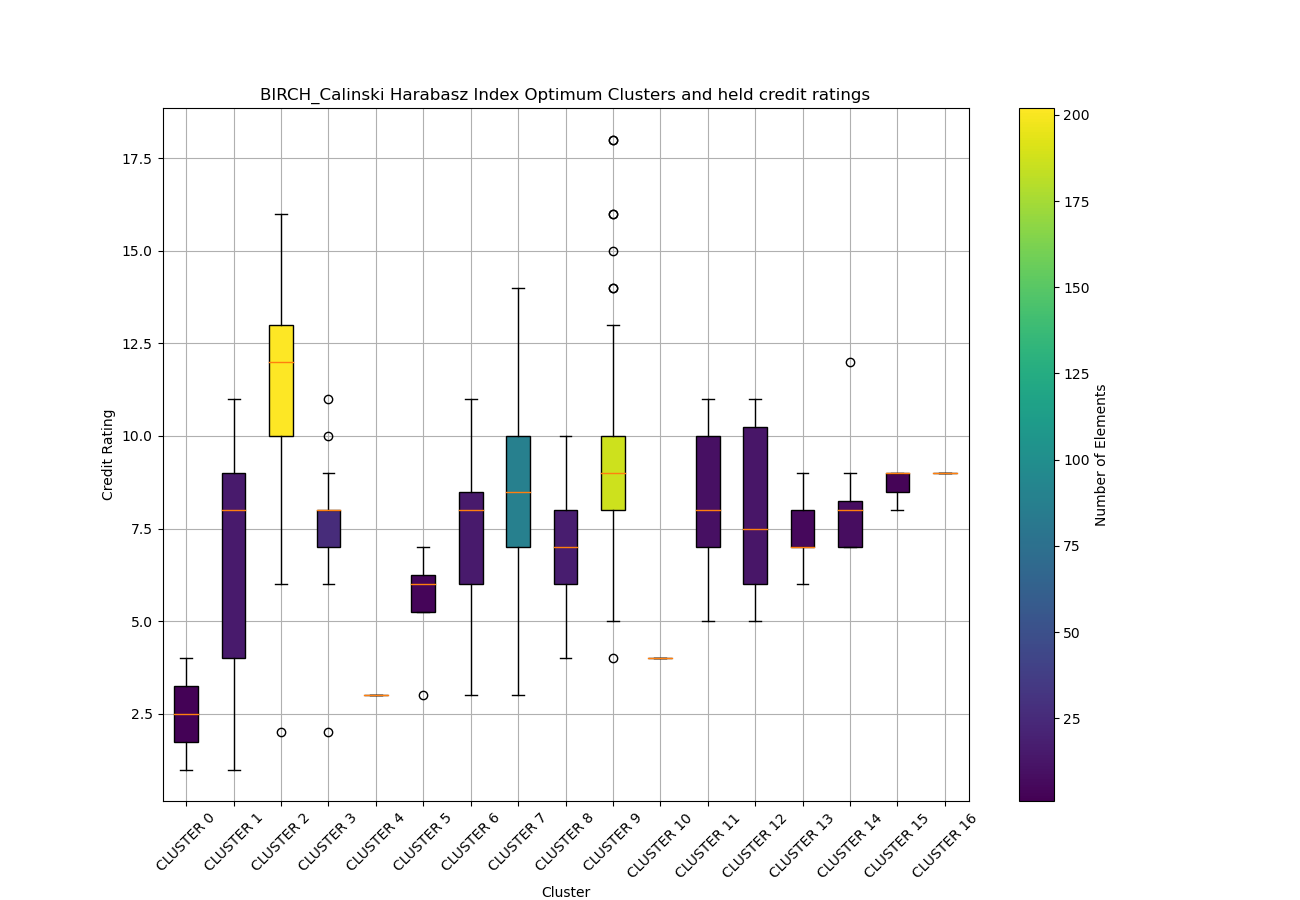 BIRCH_Calinski Harabasz Index Optimum Clusters and held credit ratings
17.5
15.0
12.5
10.0
7.5
5.0
2.5
Credit Rating
CLUSTER 0
CLUSTER 1
CLUSTER 2
CLUSTER 3
CLUSTER 4
CLUSTER 5
CLUSTER 6
CLUSTER 7
CLUSTER 8
CLUSTER 9
CLUSTER 10
CLUSTER 11
CLUSTER 12
CLUSTER 13
CLUSTER 14
CLUSTER 15
CLUSTER 16
Cluster
200
175
150
125
100
75
50
25
Number of Elements